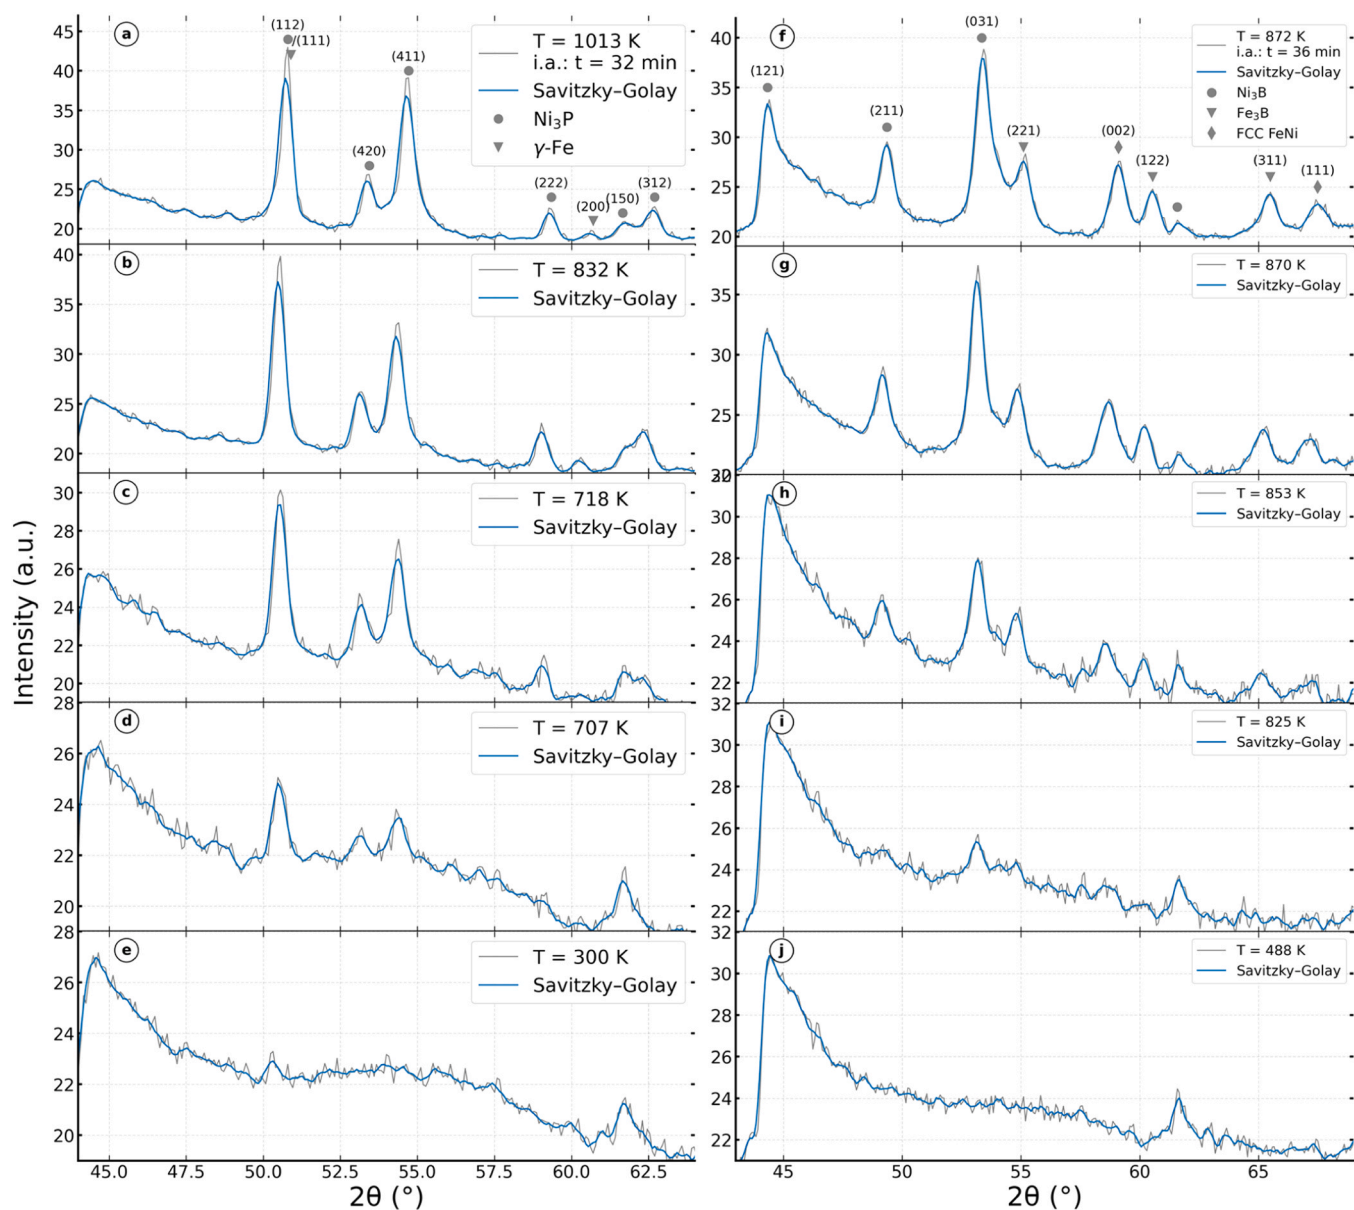 Intensity (a.u.)
a
(112)
/(111)
(420)
(411)
(222)
(200)
(150)
(312)
T = 1013 K
i.a.: t = 32 min
Savitzky–Golay
Ni₃P
γ-Fe
45
40
35
30
25
20
b
T = 832 K
Savitzky–Golay
40
35
30
25
20
c
T = 718 K
Savitzky–Golay
30
28
26
24
22
20
d
T = 707 K
Savitzky–Golay
28
26
24
22
20
e
T = 300 K
Savitzky–Golay
28
26
24
22
20
45.0 47.5 50.0 52.5 55.0 57.5 60.0 62.5
2θ (°)
f
(121)
(211)
(031)
(221)
(002)
(122)
(311)
(111)
T = 872 K
i.a.: t = 36 min
Savitzky–Golay
Ni₃B
Fe₃B
FCC FeNi
40
35
30
25
20
g
T = 870 K
Savitzky–Golay
35
30
25
h
T = 853 K
Savitzky–Golay
30
28
26
24
22
i
T = 825 K
Savitzky–Golay
32
30
28
26
24
22
j
T = 488 K
Savitzky–Golay
32
30
28
26
24
22
45 50 55 60 65
2θ (°)